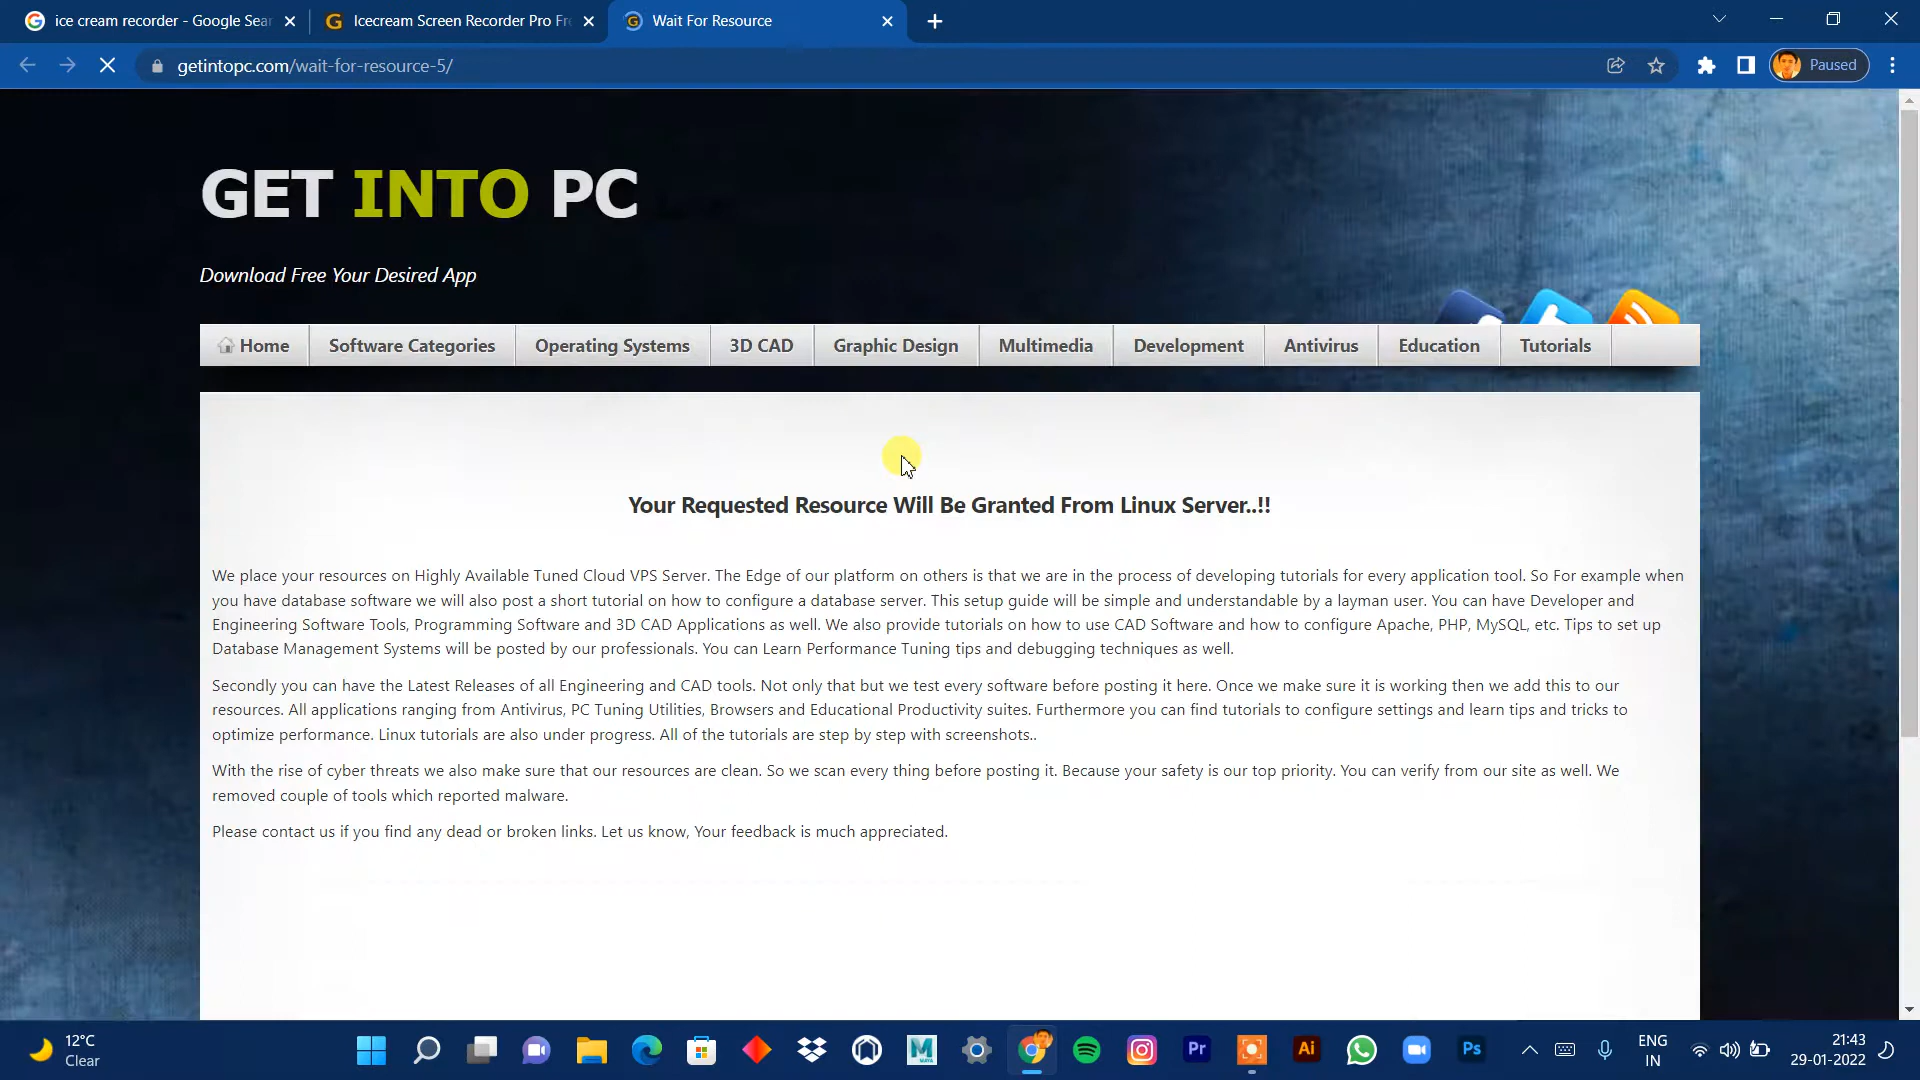 ice cream recorder - Google Sear
Icecream Screen Recorder Pro Fr
Wait For Resource
getintopc.com/wait-for-resource-5/
Paused
GET INTO PC
Download Free Your Desired App
Home
Software Categories
Operating Systems
3D CAD
Graphic Design
Multimedia
Development
Antivirus
Education
Tutorials
Your Requested Resource Will Be Granted From Linux Server..!!
We place your resources on Highly Available Tuned Cloud VPS Server. The Edge of our platform on others is that we are in the process of developing tutorials for every application tool. So For example when
you have database software we will also post a short tutorial on how to configure a database server. This setup guide will be simple and understandable by a layman user. You can have Developer and
Engineering Software Tools, Programming Software and 3D CAD Applications as well. We also provide tutorials on how to use CAD Software and how to configure Apache, PHP, MySQL, etc. Tips to set up
Database Management Systems will be posted by our professionals. You can Learn Performance Tuning tips and debugging techniques as well.
Secondly you can have the Latest Releases of all Engineering and CAD tools. Not only that but we test every software before posting it here. Once we make sure it is working then we add this to our
resources. All applications ranging from Antivirus, PC Tuning Utilities, Browsers and Educational Productivity suites. Furthermore you can find tutorials to configure settings and learn tips and tricks to
optimize performance. Linux tutorials are also under progress. All of the tutorials are step by step with screenshots..
With the rise of cyber threats we also make sure that our resources are clean. So we scan every thing before posting it. Because your safety is our top priority. You can verify from our site as well. We
removed couple of tools which reported malware.
Please contact us if you find any dead or broken links. Let us know, Your feedback is much appreciated.
12°C
Clear
Pr
Ai
Ps
ENG
IN
21:43
29-01-2022